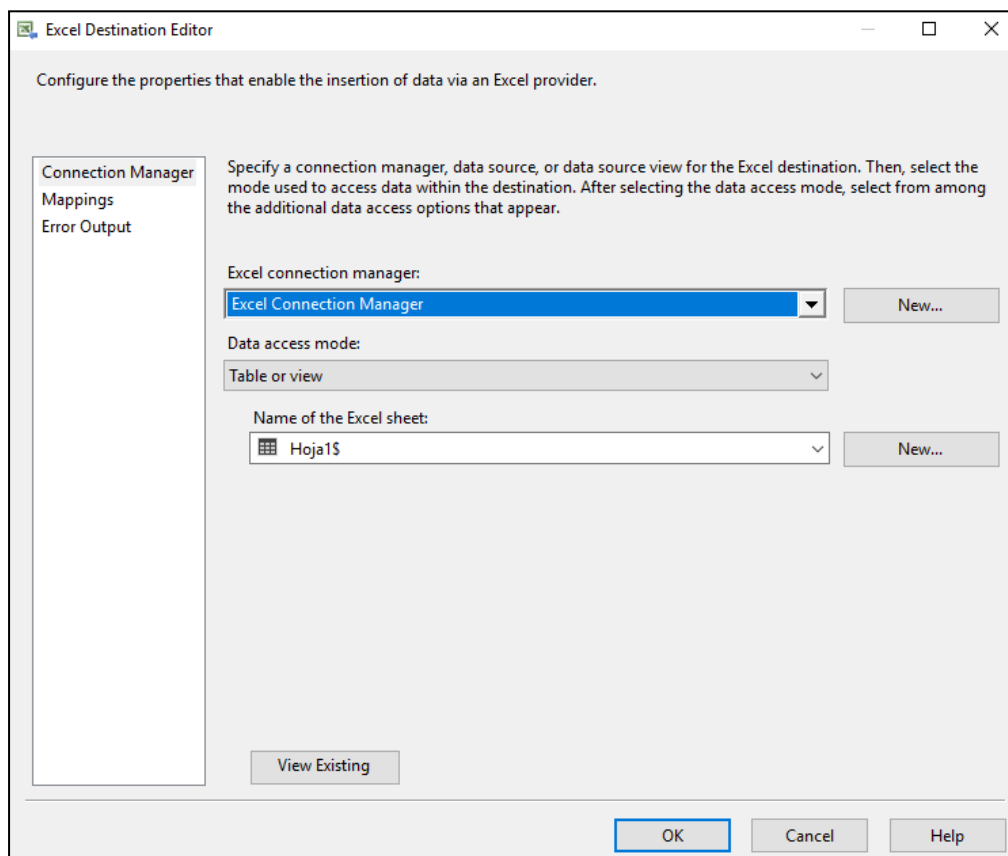 Excel Destination Editor
Configure the properties that enable the insertion of data via an Excel provider.
Connection Manager
Mappings
Error Output
Specify a connection manager, data source, or data source view for the Excel destination. Then, select the
mode used to access data within the destination. After selecting the data access mode, select from among
the additional data access options that appear.
Excel connection manager:
Excel Connection Manager
New...
Data access mode:
Table or view
Name of the Excel sheet:
Hoja1$
New...
View Existing
OK
Cancel
Help